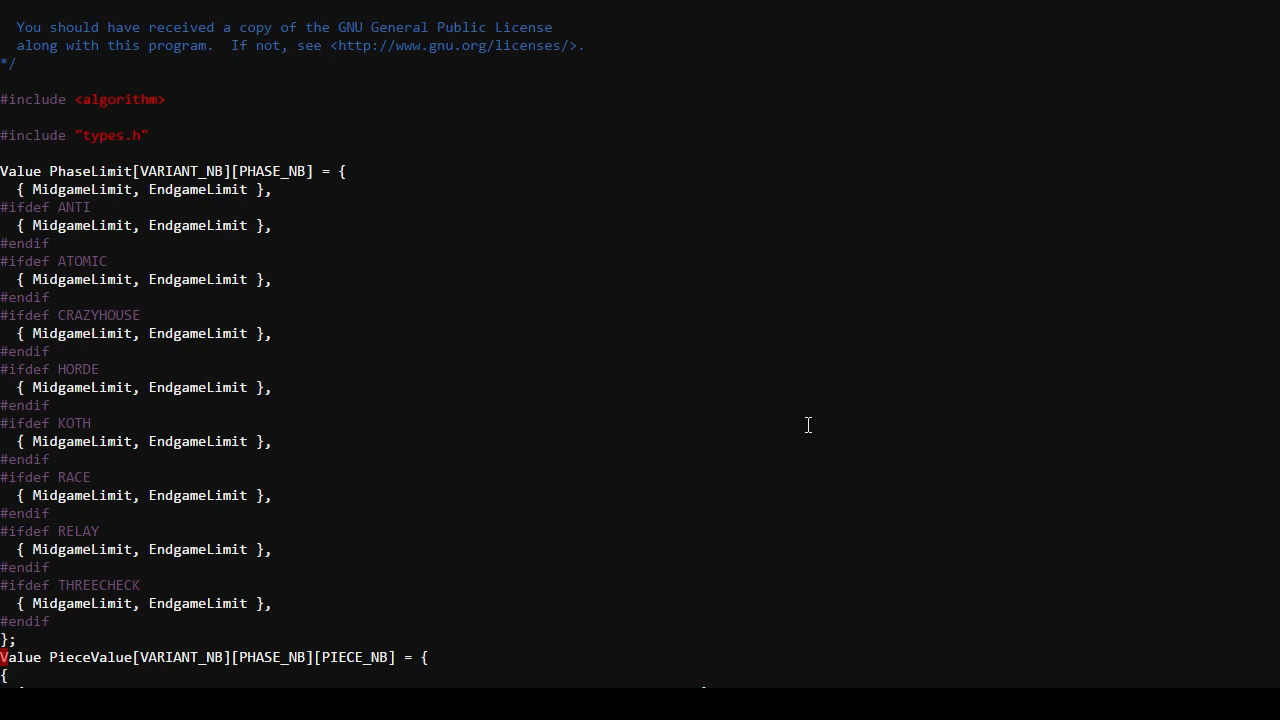 You should have received a copy of the GNU General Public License
along with this program.  If not, see <http://www.gnu.org/licenses/>.
*/
#include <algorithm>
#include "types.h"
Value PhaseLimit[VARIANT_NB][PHASE_NB] = {
  { MidgameLimit, EndgameLimit },
#ifdef ANTI
  { MidgameLimit, EndgameLimit },
#endif
#ifdef ATOMIC
  { MidgameLimit, EndgameLimit },
#endif
#ifdef CRAZYHOUSE
  { MidgameLimit, EndgameLimit },
#endif
#ifdef HORDE
  { MidgameLimit, EndgameLimit },
#endif
#ifdef KOTH
  { MidgameLimit, EndgameLimit },
#endif
#ifdef RACE
  { MidgameLimit, EndgameLimit },
#endif
#ifdef RELAY
  { MidgameLimit, EndgameLimit },
#endif
#ifdef THREECHECK
  { MidgameLimit, EndgameLimit },
#endif
};
Value PieceValue[VARIANT_NB][PHASE_NB][PIECE_NB] = {
{